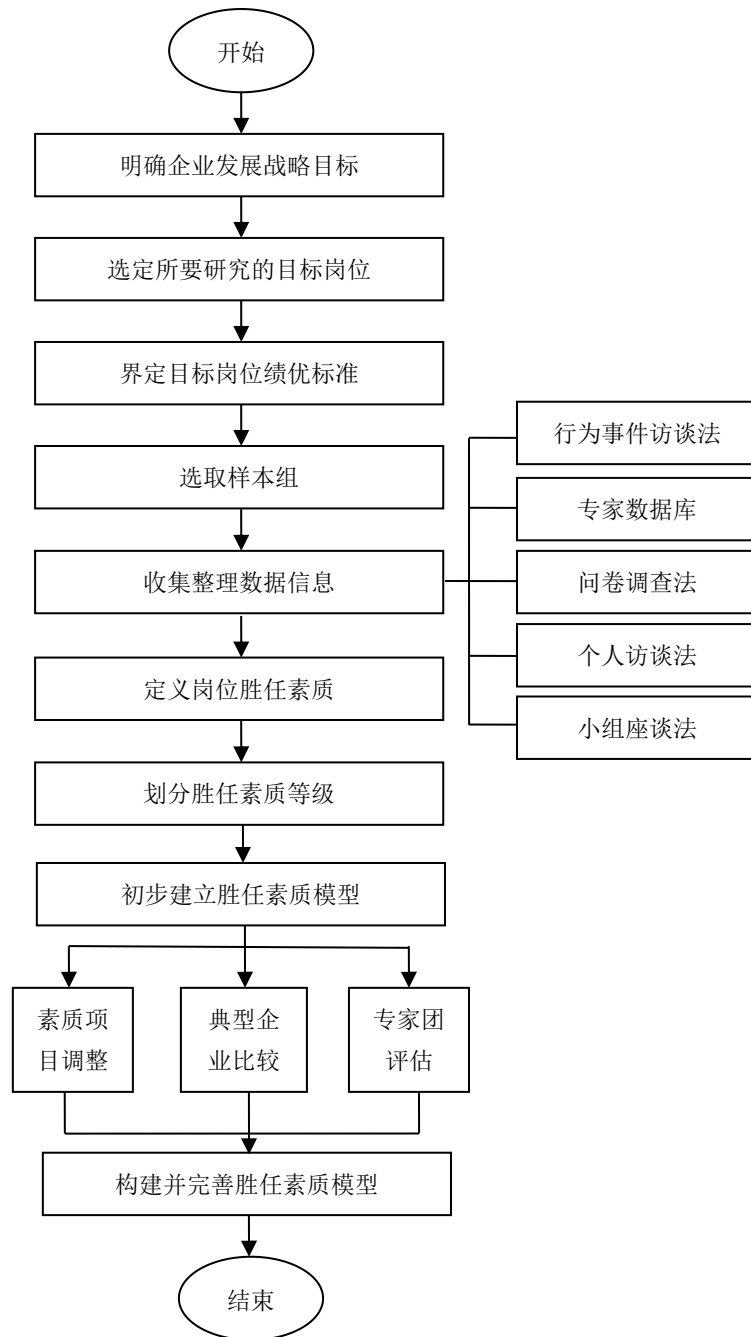 开始
明确企业发展战略目标
选定所要研究的目标岗位
界定目标岗位绩优标准
选取样本组
收集整理数据信息
行为事件访谈法
专家数据库
问卷调查法
个人访谈法
小组座谈法
定义岗位胜任素质
划分胜任素质等级
初步建立胜任素质模型
素质项
目调整
典型企
业比较
专家团
评估
构建并完善胜任素质模型
结束